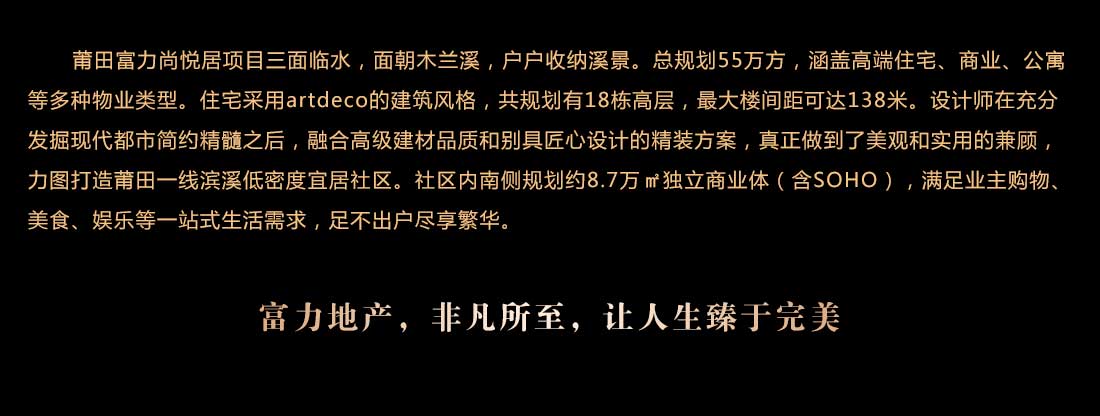 莆田富力尚悦居项目三面临水，面朝木兰溪，户户收纳溪景。总规划55万方，涵盖高端住宅、商业、公寓
等多种物业类型。住宅采用artdeco的建筑风格，共规划有18栋高层，最大楼间距可达138米。设计师在充分
发掘现代都市简约精髓之后，融合高级建材品质和别具匠心设计的精装方案，真正做到了美观和实用的兼顾，
力图打造莆田一线滨溪低密度宜居社区。社区内南侧规划约8.7万㎡独立商业体（含SOHO），满足业主购物、
美食、娱乐等一站式生活需求，足不出户尽享繁华。
富力地产，非凡所至，让人生臻于完美